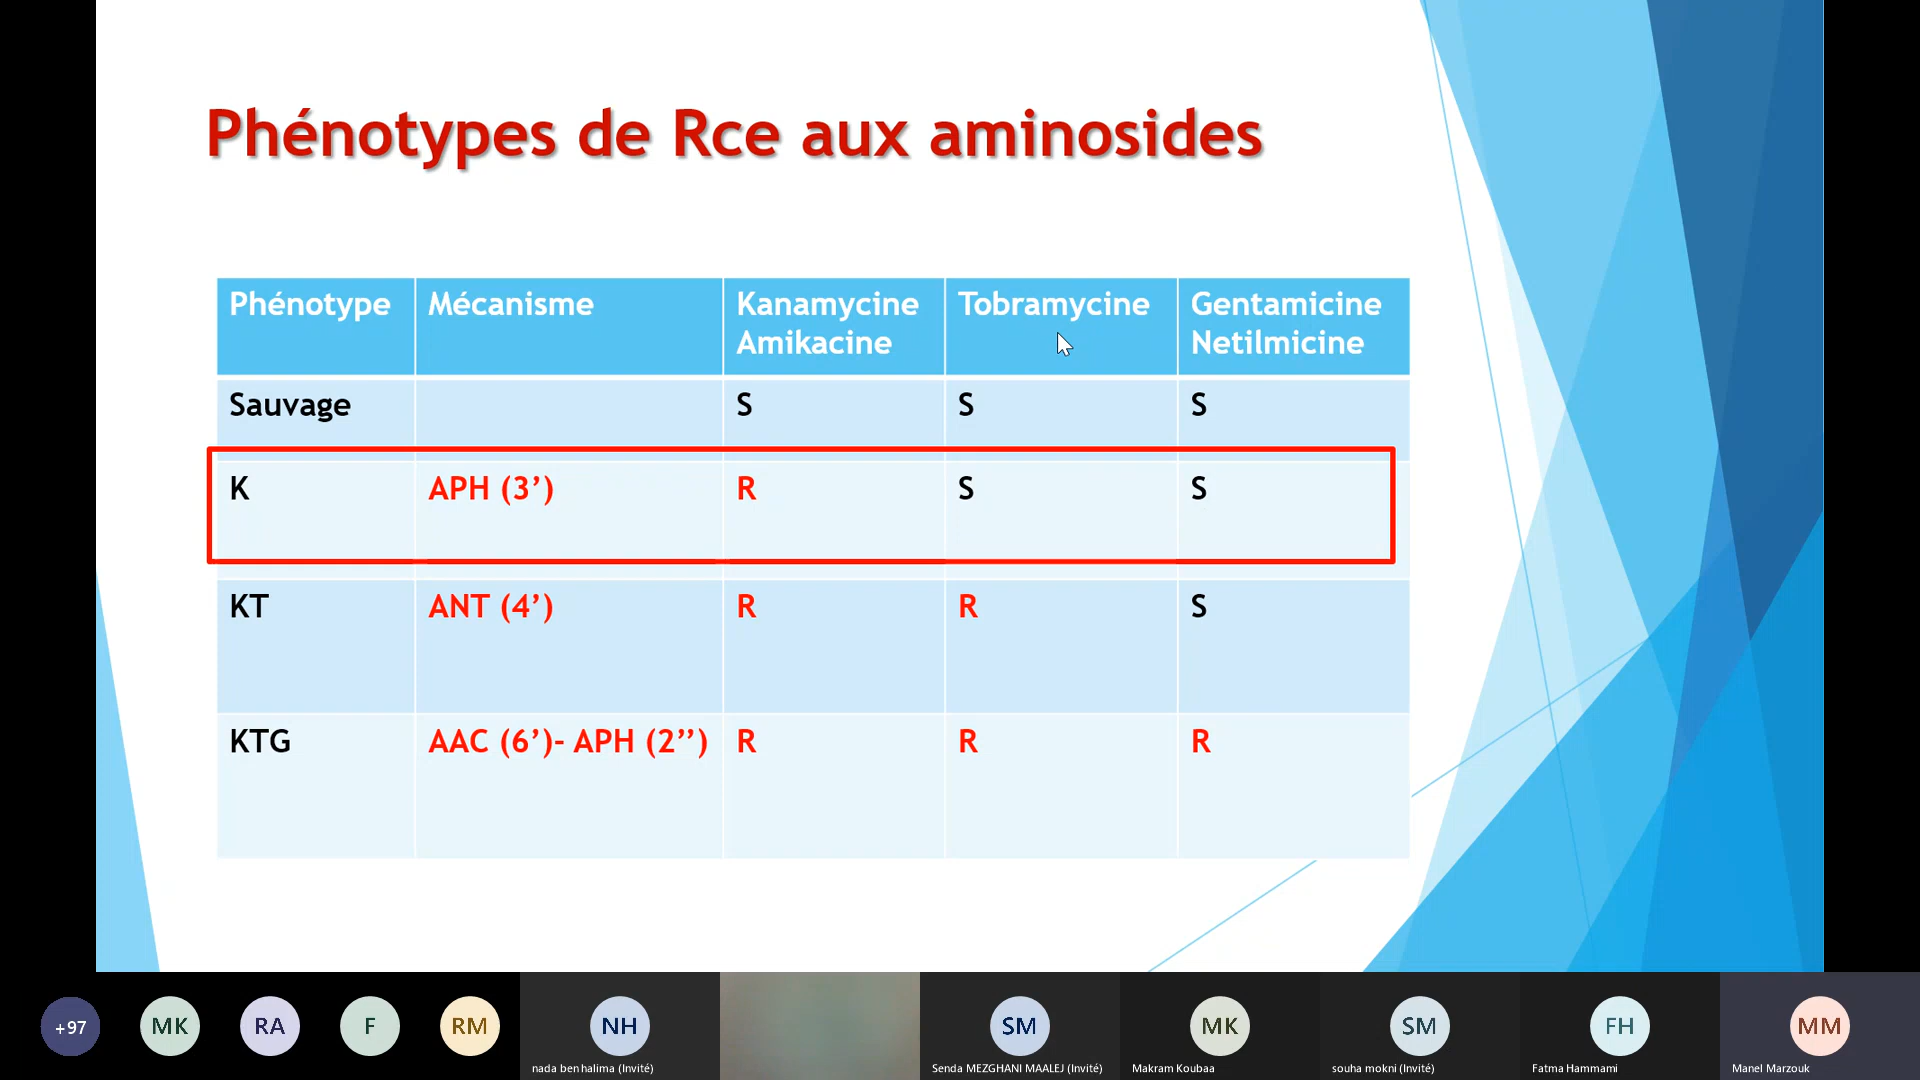 Phénotypes de Rce aux aminosides
Phénotype Mécanisme Kanamycine Amikacine Tobramycine Gentamicine Netilmicine
Sauvage S S S
K APH (3’) R S S
KT ANT (4’) R R S
KTG AAC (6’)- APH (2’’) R R R
+97 MK RA F RM NH SM MK SM FH MM
nada ben halima (Invité) Senda MEZGHANI MAALEJ (Invité) Makram Koubaa souha mokni (Invité) Fatma Hammami Manel Marzouk